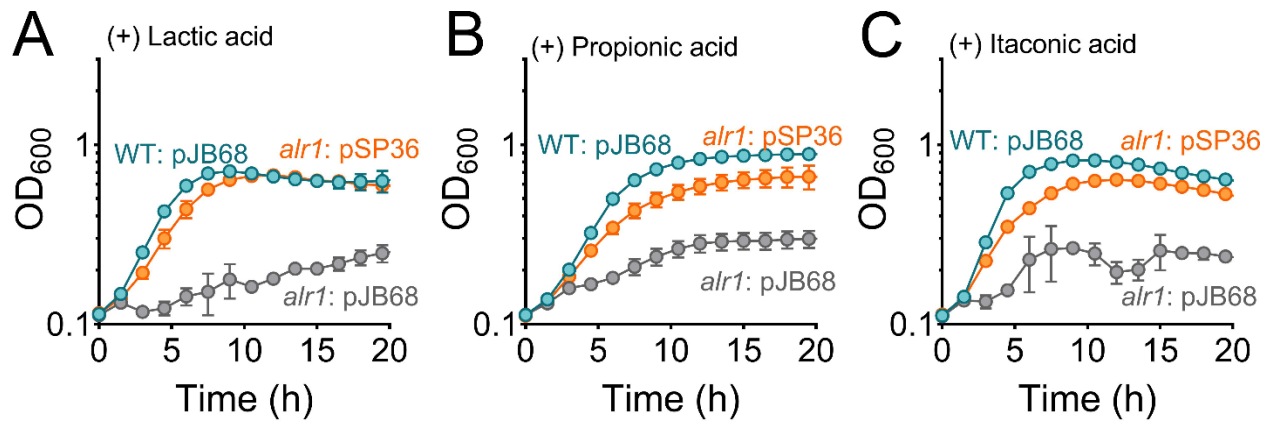 A (+) Lactic acid
OD600
1
0.1
WT: pJB68
alr1: pSP36
alr1: pJB68
0 5 10 15 20
Time (h)
B (+) Propionic acid
OD600
1
0.1
WT: pJB68
alr1: pSP36
alr1: pJB68
0 5 10 15 20
Time (h)
C (+) Itaconic acid
OD600
1
0.1
WT: pJB68
alr1: pSP36
alr1: pJB68
0 5 10 15 20
Time (h)